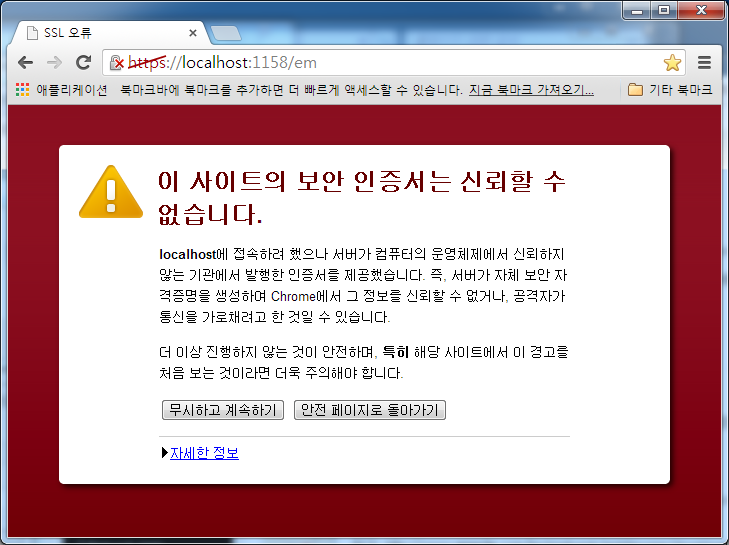 SSL 오류
https://localhost:1158/em
애플리케이션 북마크바에 북마크를 추가하면 더 빠르게 액세스할 수 있습니다. 지금 북마크 가져오기... 기타 북마크
이 사이트의 보안 인증서는 신뢰할 수
없습니다.
localhost에 접속하려 했으나 서버가 컴퓨터의 운영체제에서 신뢰하지
않는 기관에서 발행한 인증서를 제공했습니다. 즉, 서버가 자체 보안 자
격증명을 생성하며 Chrome에서 그 정보를 신뢰할 수 없거나, 공격자가
통신을 가로채려고 한 것일 수 있습니다.
더 이상 진행하지 않는 것이 안전하며, 특히 해당 사이트에서 이 경고를
처음 보는 것이라면 더욱 주의해야 합니다.
무시하고 계속하기 안전 페이지로 돌아가기
자세한 정보